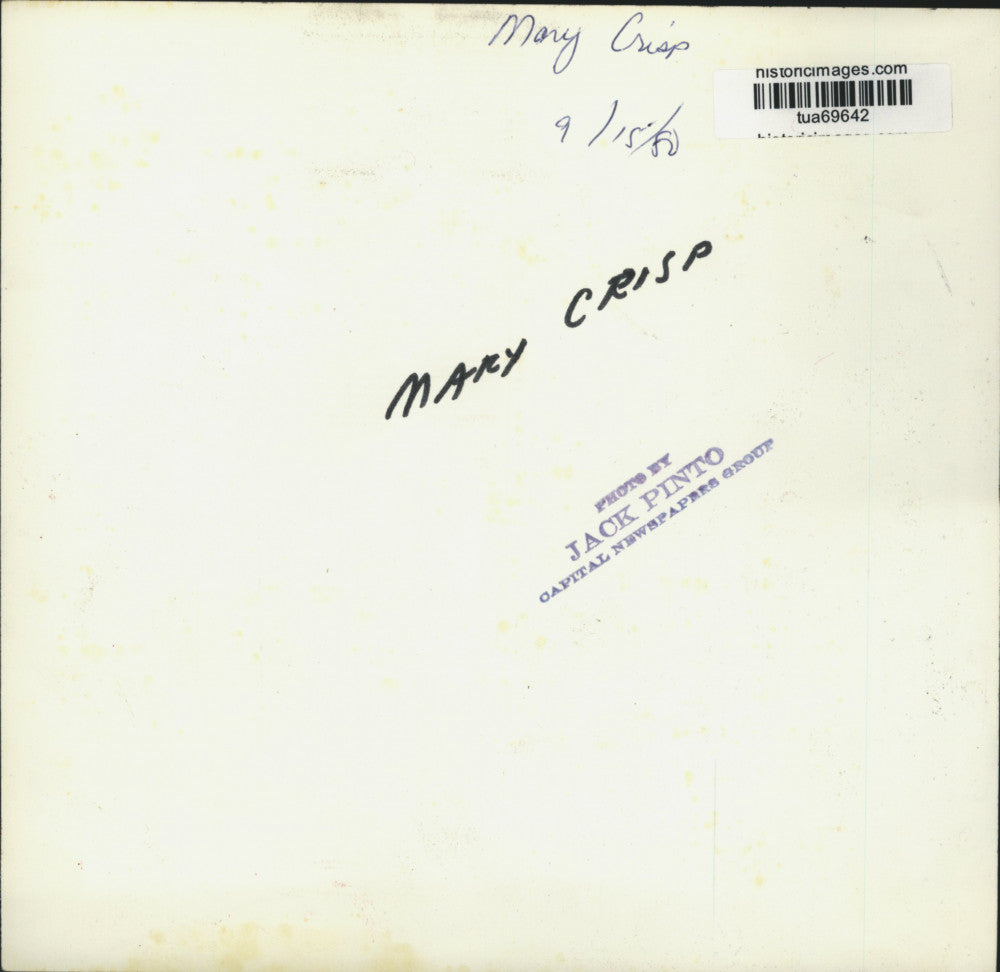 Mary Crisp
historicimages.com
tua69642
9/15/80
MARY CRISP
PHOTO BY
JACK PINTO
CAPITAL NEWSPAPERS GROUP